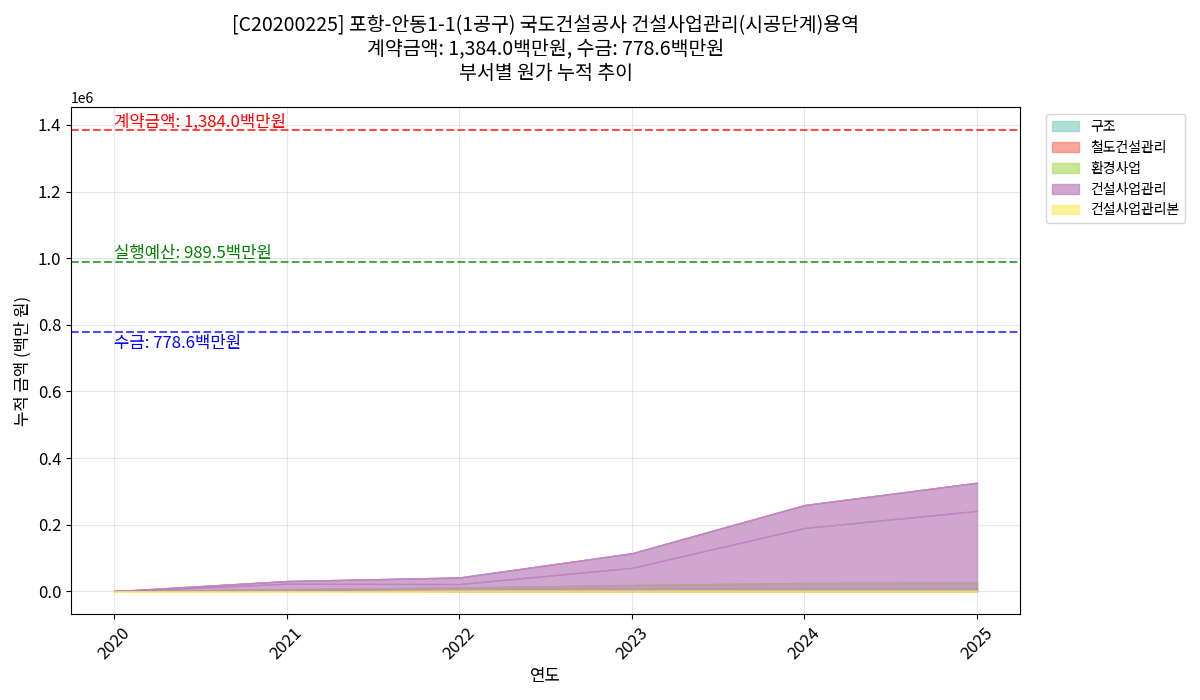 [C20200225] 포항-안동1-1(1공구) 국도건설공사 건설사업관리(시공단계)용역
계약금액: 1,384.0백만원, 수금: 778.6백만원
부서별 원가 누적 추이
1e6
1.4
1.2
1.0
0.8
0.6
0.4
0.2
0.0
누적 금액 (백만 원)
계약금액: 1,384.0백만원
실행예산: 989.5백만원
수금: 778.6백만원
구조
철도건설관리
환경사업
건설사업관리
건설사업관리본
2020
2021
2022
2023
2024
2025
연도